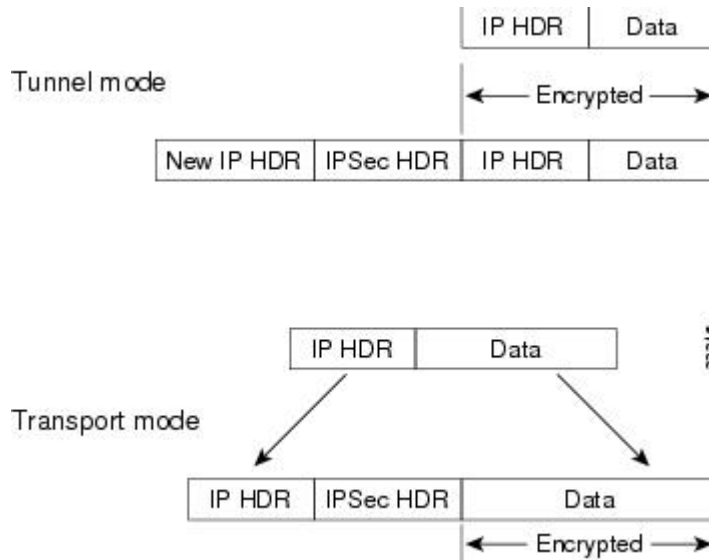 IP HDR Data
Tunnel mode
Encrypted
New IP HDR IPSec HDR IP HDR Data
IP HDR Data
Transport mode
IP HDR IPSec HDR Data
Encrypted